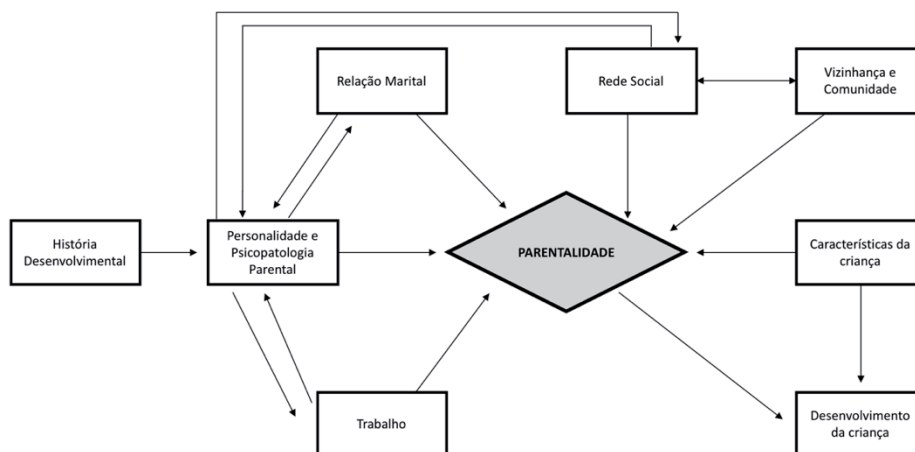 Relação Marital
Rede Social
Vizinhança e
Comunidade
História
Desenvolvimental
Personalidade e
Psicopatologia
Parental
PARENTALIDADE
Características da
criança
Trabalho
Desenvolvimento
da criança